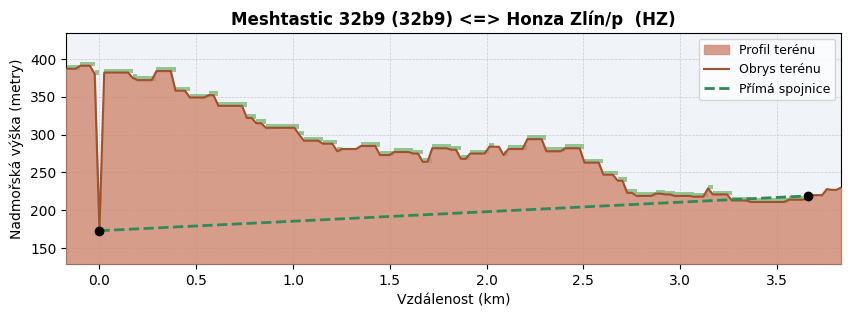 Meshtastic 32b9 (32b9) <=> Honza Zlín/p  (HZ)
Nadmořská výška (metry)
400
350
300
250
200
150
Profil terénu
Obrys terénu
Přímá spojnice
0.0 0.5 1.0 1.5 2.0 2.5 3.0 3.5
Vzdálenost (km)